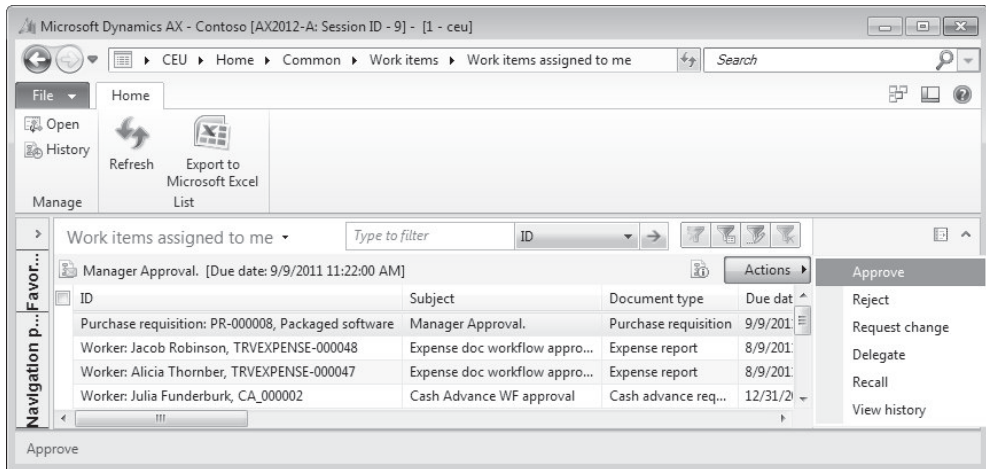 Microsoft Dynamics AX - Contoso [AX2012-A: Session ID - 9] - [1 - ceu]
CEU Home Common Work items Work items assigned to me Search
File Home
Open
History
Refresh Export to Microsoft Excel
Manage List
Work items assigned to me Type to filter ID
Manager Approval. [Due date: 9/9/2011 11:22:00 AM] Actions
ID Subject Document type Due dat
Purchase requisition: PR-000008, Packaged software Manager Approval. Purchase requisition 9/9/201
Worker: Jacob Robinson, TRVEXPENSE-000048 Expense doc workflow appro... Expense report 8/9/201
Worker: Alicia Thornber, TRVEXPENSE-000047 Expense doc workflow appro... Expense report 8/9/201
Worker: Julia Funderburk, CA_000002 Cash Advance WF approval Cash advance req... 12/31/2
Approve
Reject
Request change
Delegate
Recall
View history
Favor...
Navigation p...
Approve